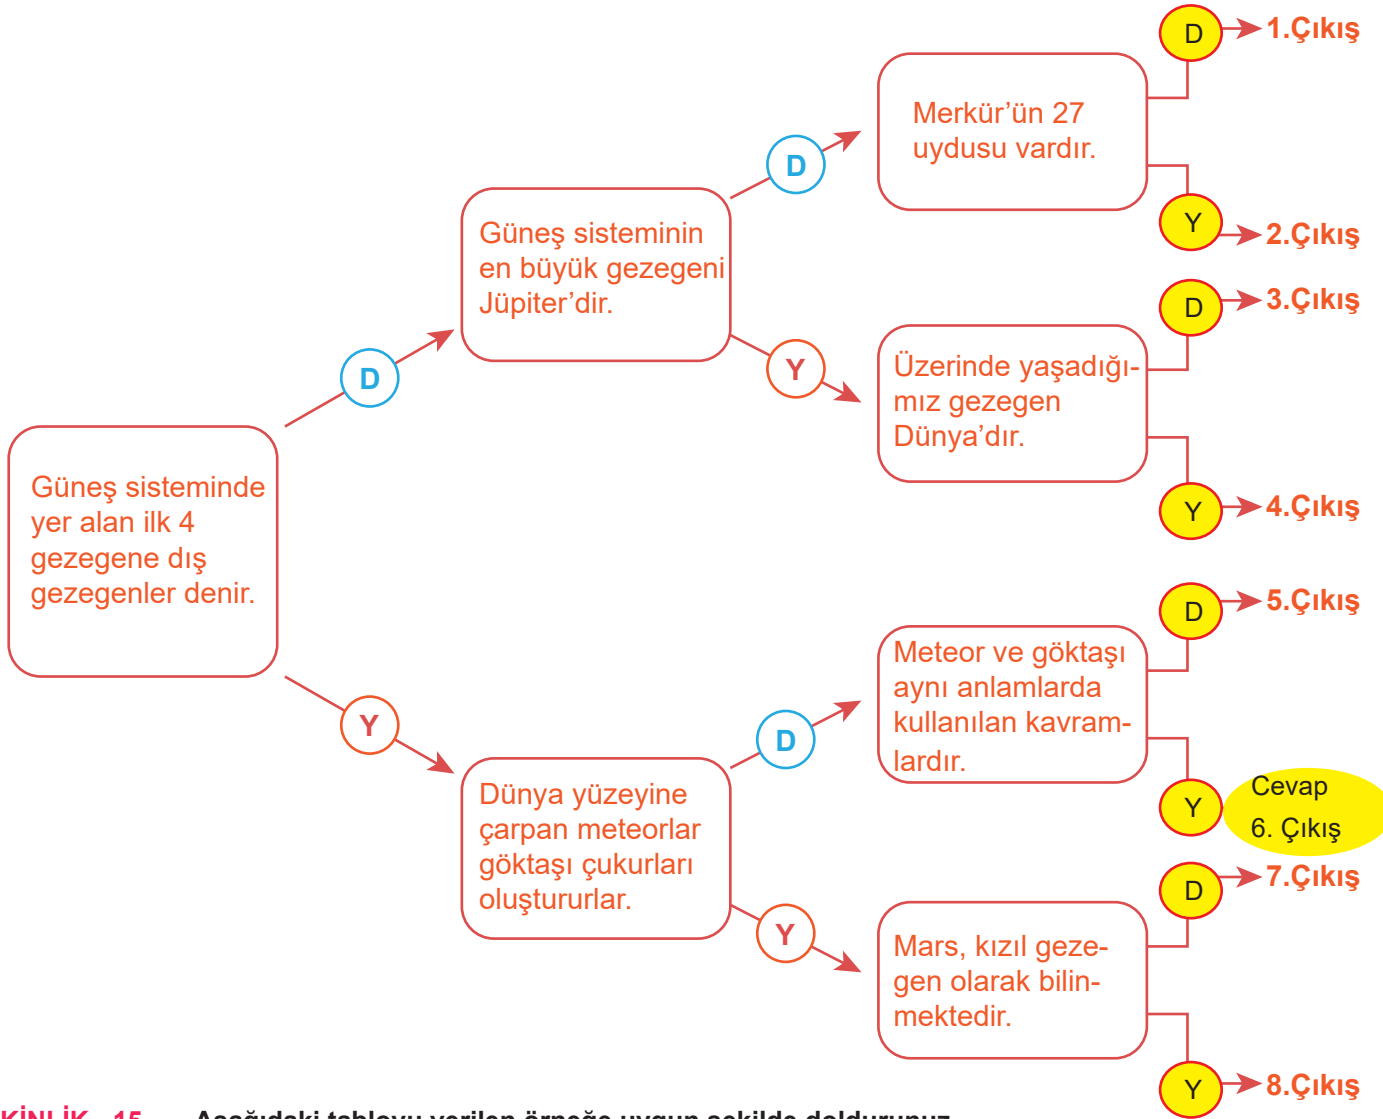 Güneş sisteminde
yer alan ilk 4
gezegene dış
gezegenler denir.
D
Y
Güneş sisteminin
en büyük gezegeni
Jüpiter’dir.
D
Y
Dünya yüzeyine
çarpan meteorlar
göktaşı çukurları
oluştururlar.
D
Y
Merkür’ün 27
uydusu vardır.
D
1.Çıkış
Y
2.Çıkış
Üzerinde yaşadığı-
mız gezegen
Dünya’dır.
D
3.Çıkış
Y
4.Çıkış
Meteor ve göktaşı
aynı anlamlarda
kullanılan kavram-
lardır.
D
5.Çıkış
Y
Cevap
6. Çıkış
Mars, kızıl geze-
gen olarak bilin-
mektedir.
D
7.Çıkış
Y
8.Çıkış